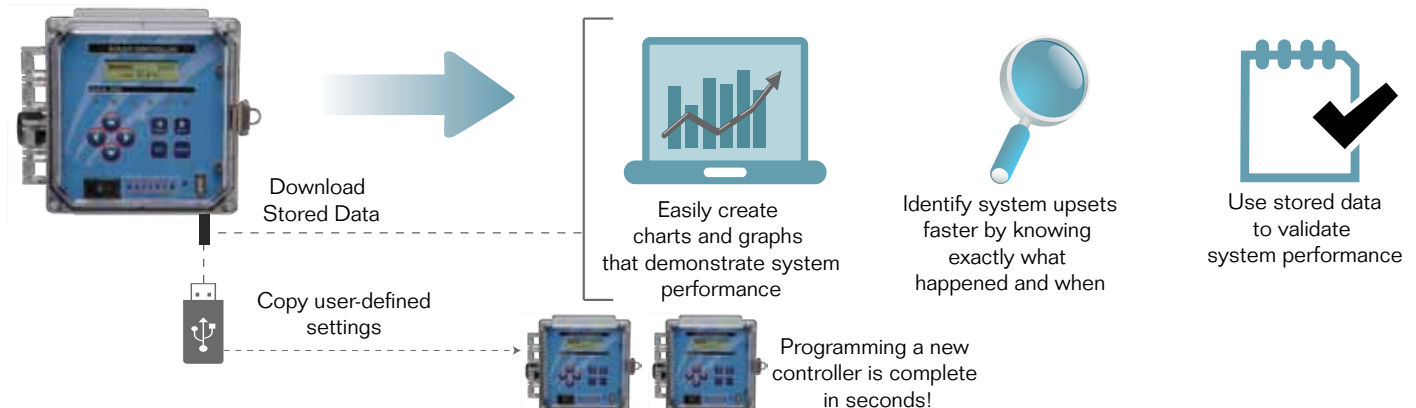 Download
Stored Data
Easily create
charts and graphs
that demonstrate system
performance
Identify system upsets
faster by knowing
exactly what
happened and when
Use stored data
to validate
system performance
Copy user-defined
settings
Programming a new
controller is complete
in seconds!